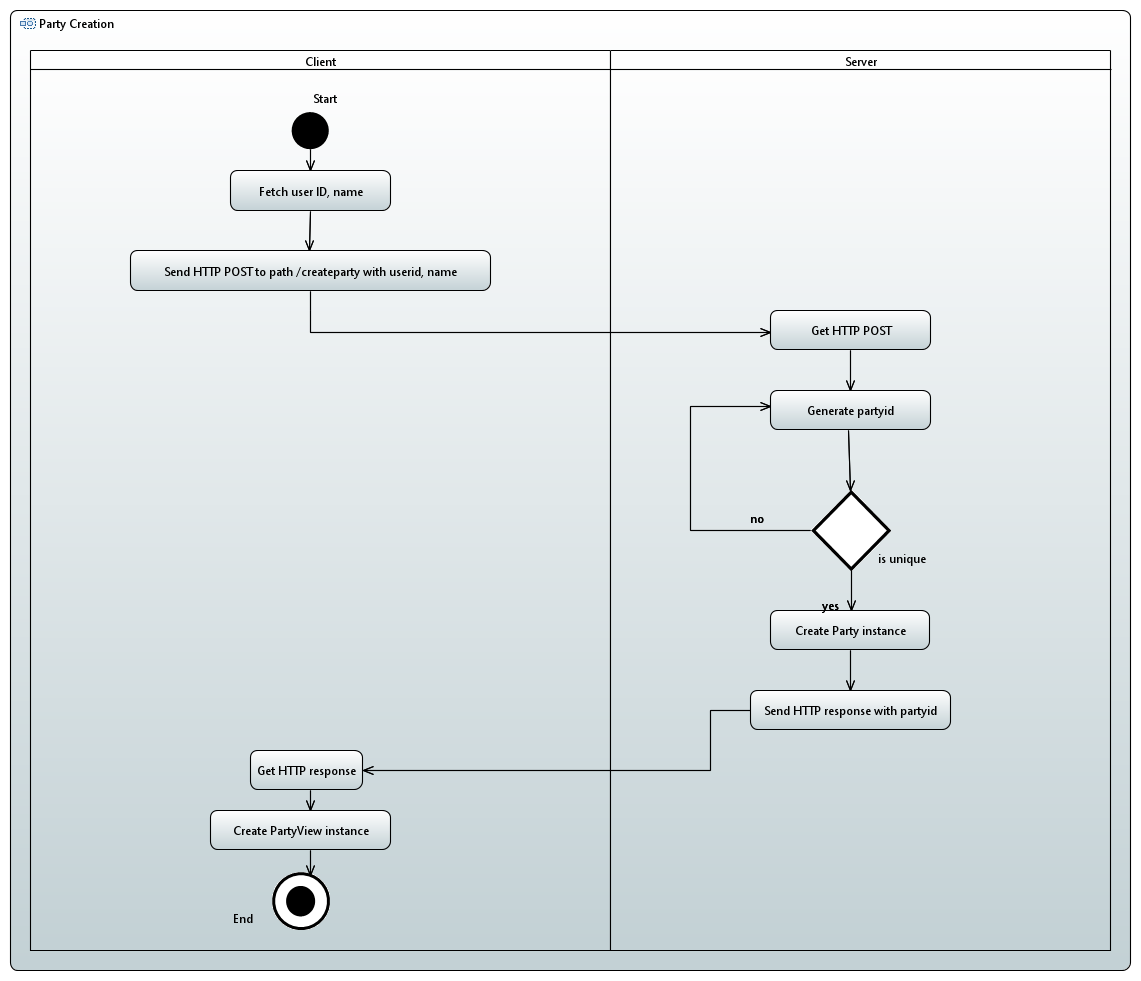 Party Creation
Client
Server
Start
Fetch user ID, name
Send HTTP POST to path /createparty with userid, name
Get HTTP POST
Generate partyid
no
is unique
yes
Create Party instance
Send HTTP response with partyid
Get HTTP response
Create PartyView instance
End